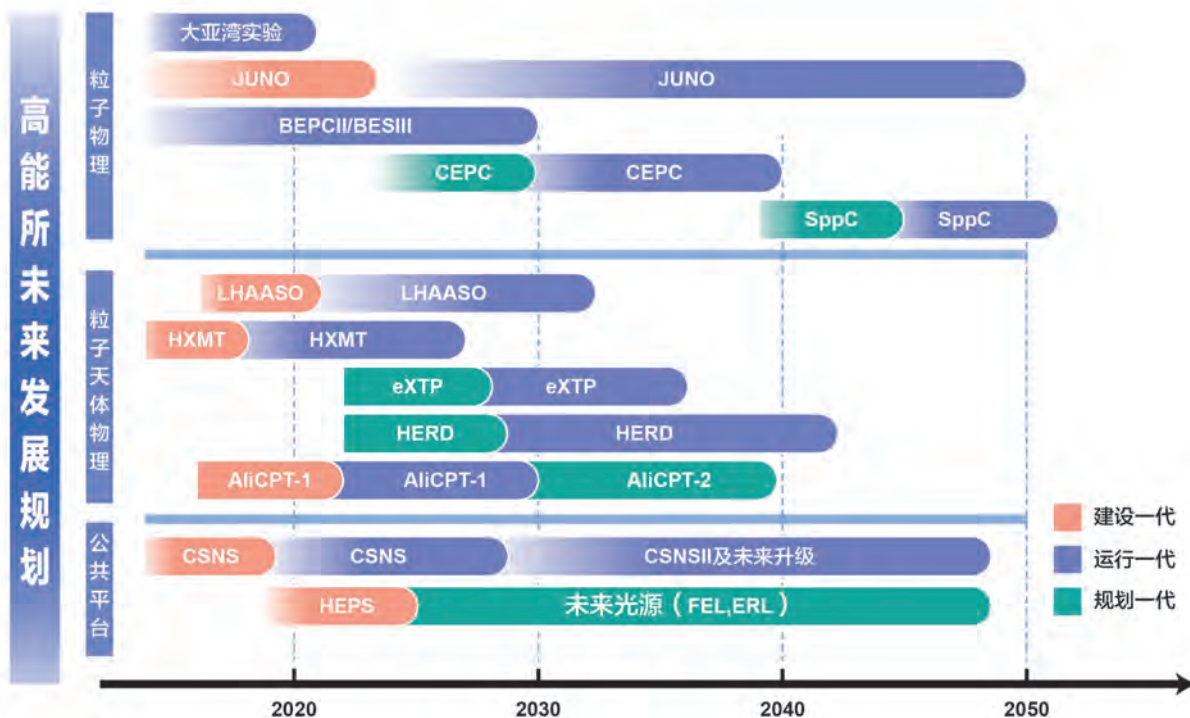 高能所未来发展规划
粒子物理
大亚湾实验
JUNO JUNO
BEPCII/BESIII
CEPC CEPC
SppC SppC
粒子天体物理
LHAASO LHAASO
HXMT HXMT
eXTP eXTP
HERD HERD
AliCPT-1 AliCPT-1 AliCPT-2
公共平台
CSNS CSNS CSNSII及未来升级
HEPS 未来光源（FEL,ERL）
建设一代
运行一代
规划一代
2020 2030 2040 2050